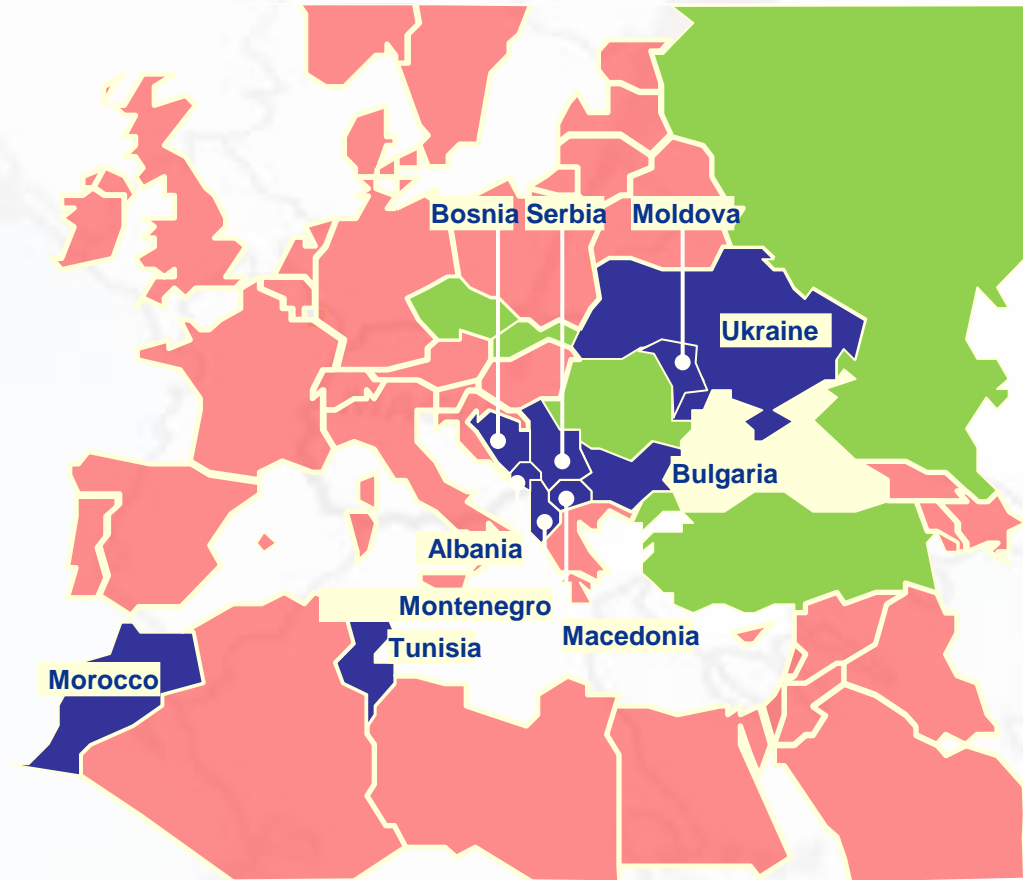 Bosnia Serbia Moldova
Ukraine
Bulgaria
Albania
Montenegro
Macedonia
Tunisia
Morocco